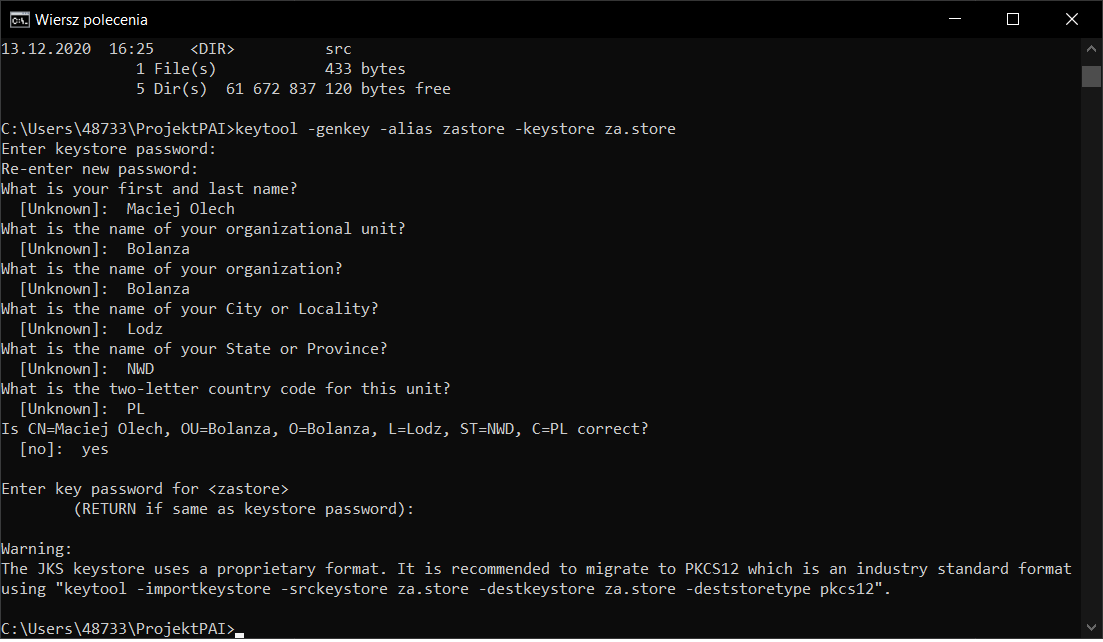 Wiersz polecenia
13.12.2020  16:25    <DIR>          src
               1 File(s)            433 bytes
               5 Dir(s)  61 672 837 120 bytes free

C:\Users\48733\ProjektPAI>keytool -genkey -alias zastore -keystore za.store
Enter keystore password:
Re-enter new password:
What is your first and last name?
  [Unknown]:  Maciej Olech
What is the name of your organizational unit?
  [Unknown]:  Bolanza
What is the name of your organization?
  [Unknown]:  Bolanza
What is the name of your City or Locality?
  [Unknown]:  Lodz
What is the name of your State or Province?
  [Unknown]:  NWD
What is the two-letter country code for this unit?
  [Unknown]:  PL
Is CN=Maciej Olech, OU=Bolanza, O=Bolanza, L=Lodz, ST=NWD, C=PL correct?
  [no]:  yes

Enter key password for <zastore>
        (RETURN if same as keystore password):

Warning:
The JKS keystore uses a proprietary format. It is recommended to migrate to PKCS12 which is an industry standard format
using "keytool -importkeystore -srckeystore za.store -destkeystore za.store -deststoretype pkcs12".

C:\Users\48733\ProjektPAI>